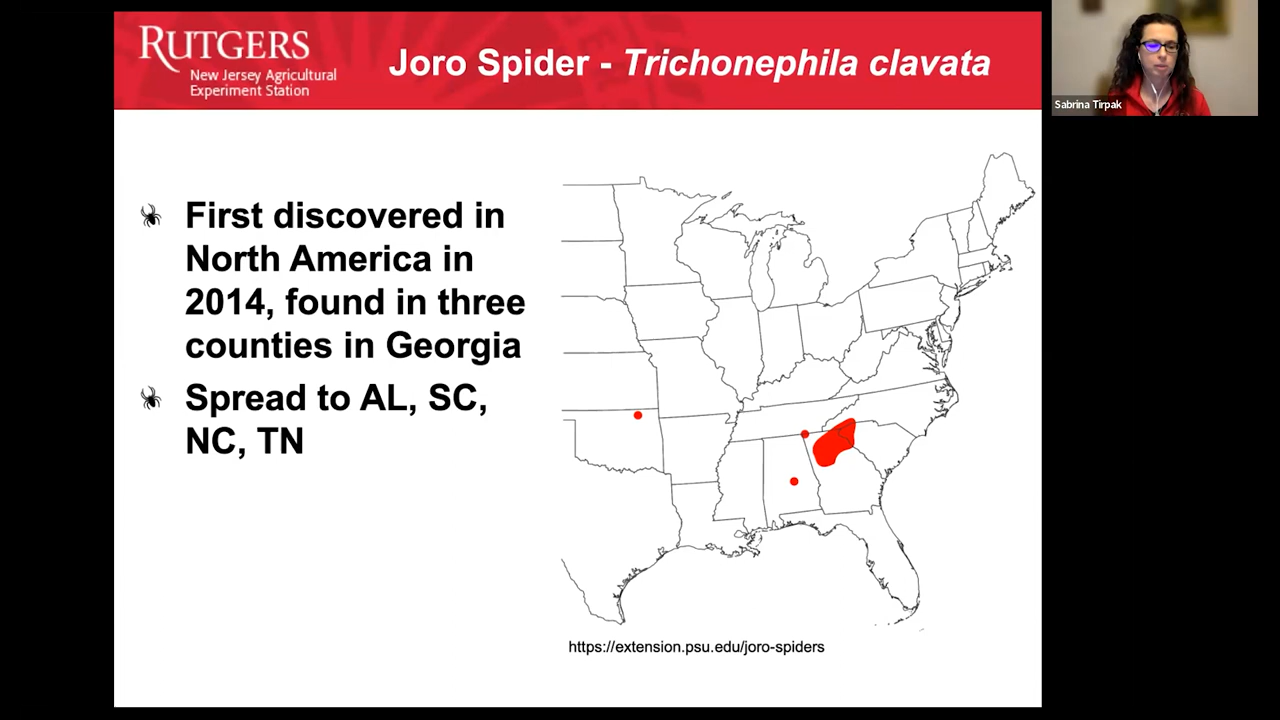 RUTGERS
New Jersey Agricultural
Experiment Station
Joro Spider - Trichonephila clavata
Sabrina Tirpak
First discovered in
North America in
2014, found in three
counties in Georgia
Spread to AL, SC,
NC, TN
https://extension.psu.edu/joro-spiders